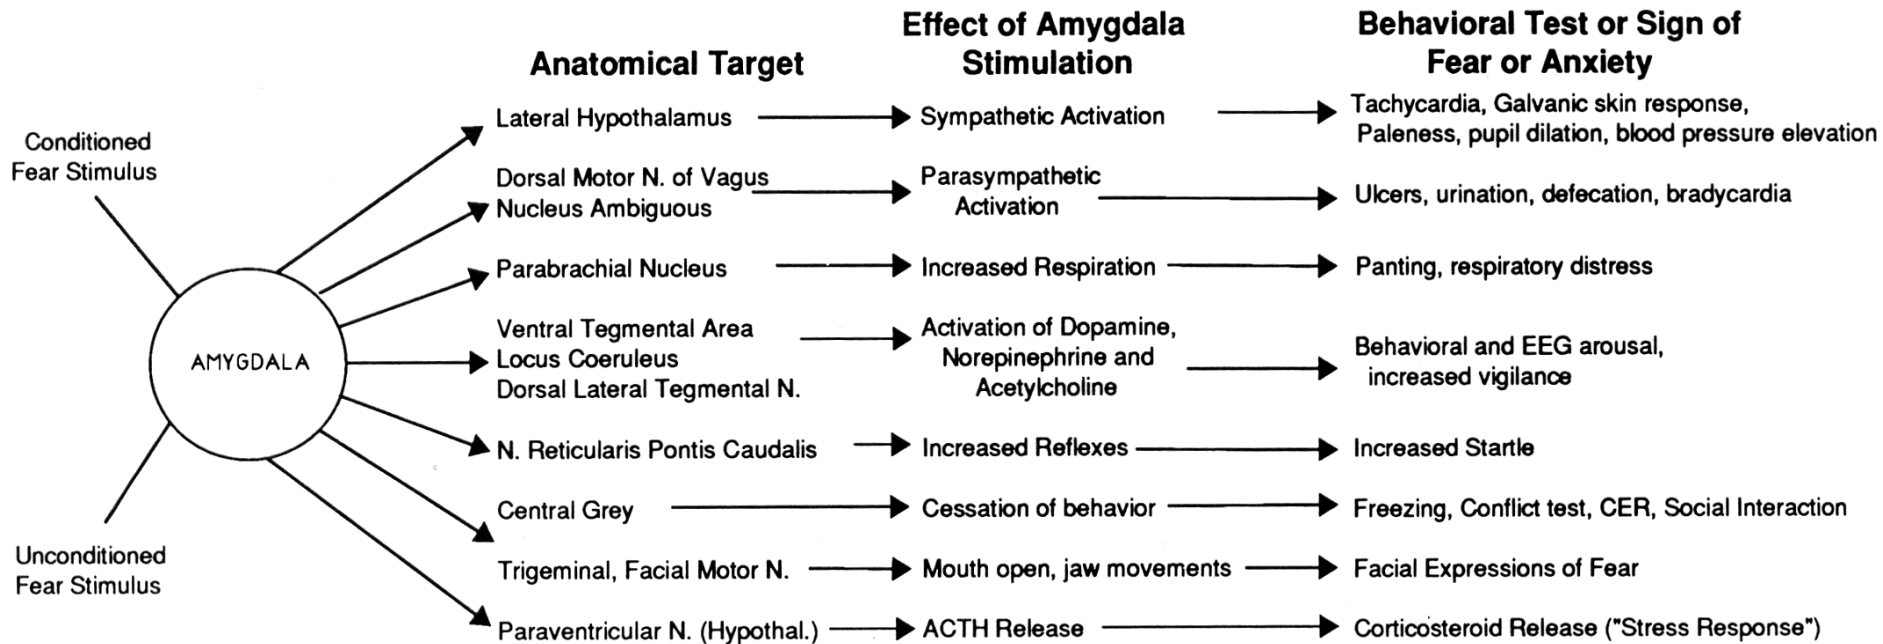 Conditioned
Fear Stimulus
AMYGDALA
Unconditioned
Fear Stimulus
Anatomical Target
Effect of Amygdala
Stimulation
Behavioral Test or Sign of
Fear or Anxiety
Lateral Hypothalamus
Sympathetic Activation
Tachycardia, Galvanic skin response,
Paleness, pupil dilation, blood pressure elevation
Dorsal Motor N. of Vagus
Nucleus Ambiguous
Parasympathetic
Activation
Ulcers, urination, defecation, bradycardia
Parabrachial Nucleus
Increased Respiration
Panting, respiratory distress
Ventral Tegmental Area
Locus Coeruleus
Dorsal Lateral Tegmental N.
Activation of Dopamine,
Norepinephrine and
Acetylcholine
Behavioral and EEG arousal,
increased vigilance
N. Reticularis Pontis Caudalis
Increased Reflexes
Increased Startle
Central Grey
Cessation of behavior
Freezing, Conflict test, CER, Social Interaction
Trigeminal, Facial Motor N.
Mouth open, jaw movements
Facial Expressions of Fear
Paraventricular N. (Hypothal.)
ACTH Release
Corticosteroid Release ("Stress Response")